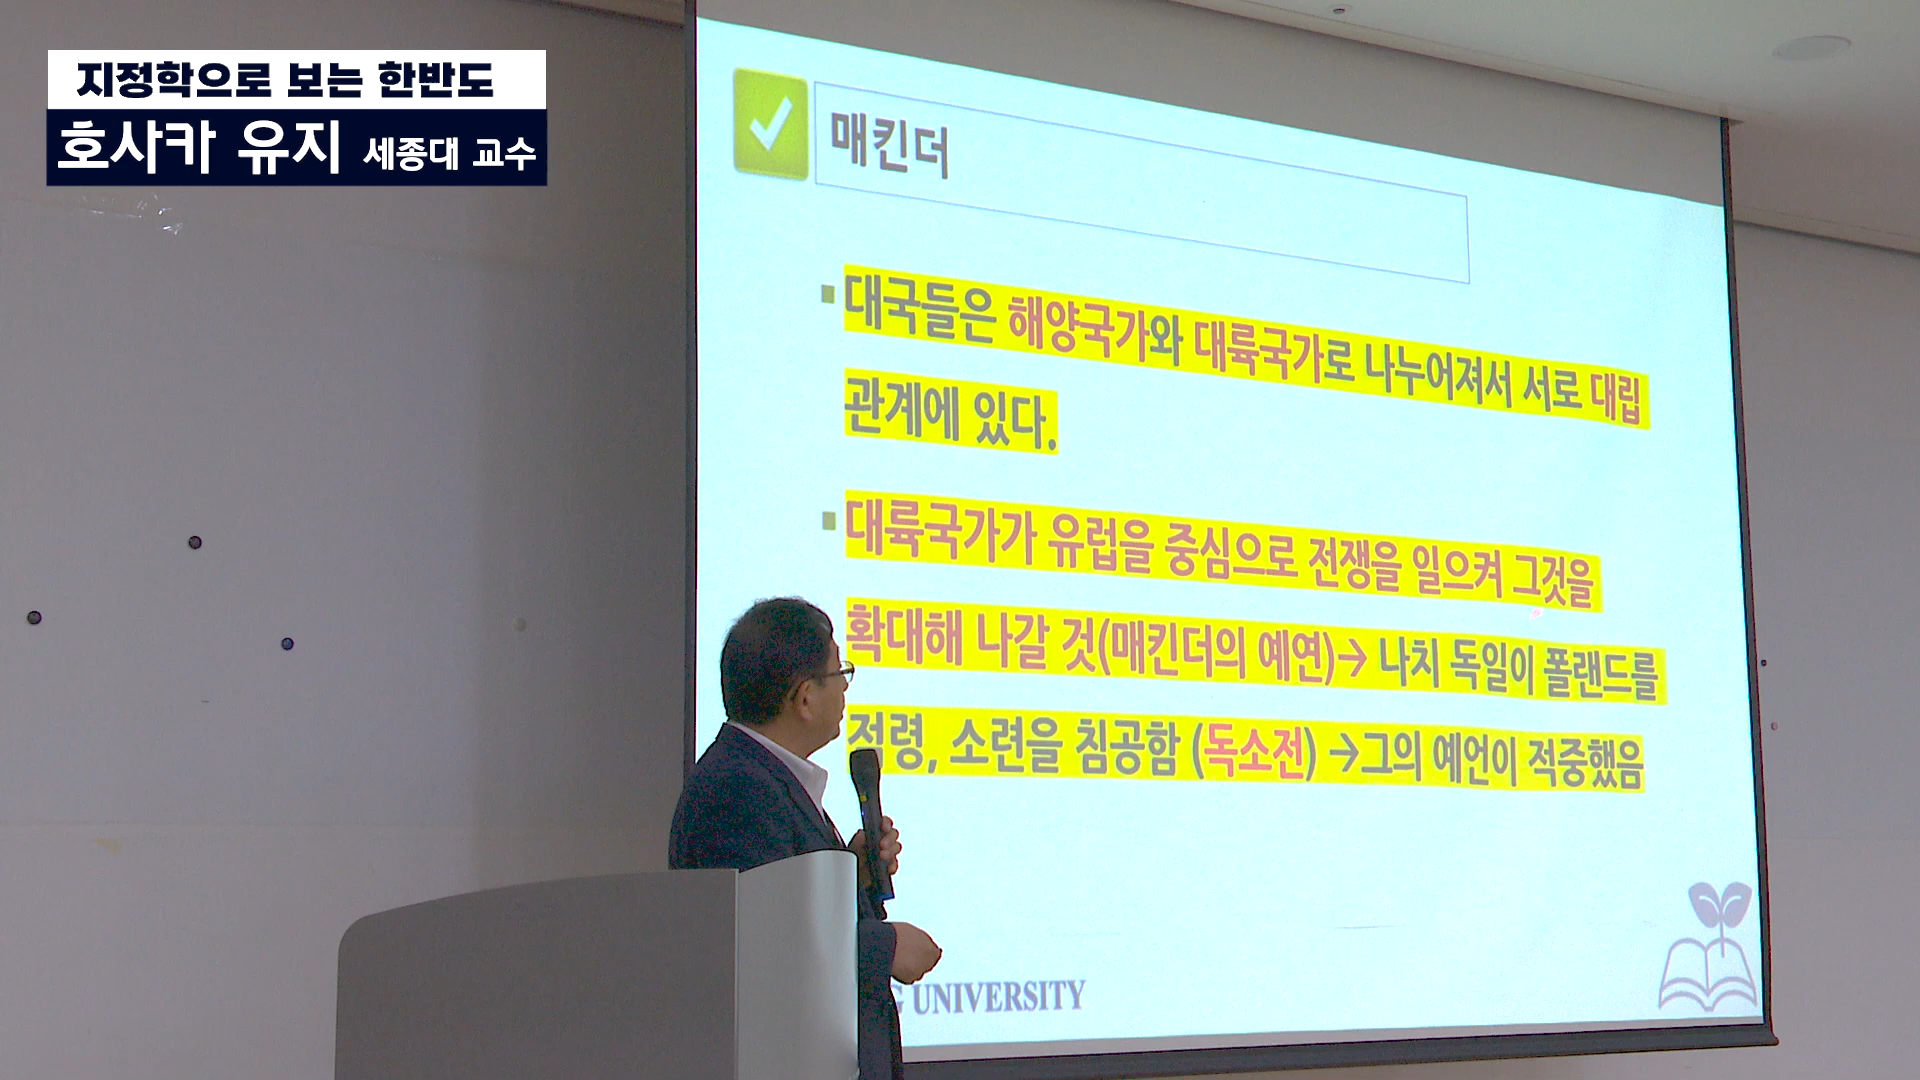 지정학으로 보는 한반도
호사카 유지 세종대 교수
매킨더
▪대국들은 해양국가와 대륙국가로 나누어져서 서로 대립
관계에 있다.
▪대륙국가가 유럽을 중심으로 전쟁을 일으켜 그것을
확대해 나갈 것(매킨더의 예연)→ 나치 독일이 폴랜드를
점령, 소련을 침공함 (독소전) →그의 예언이 적중했음
UNIVERSITY